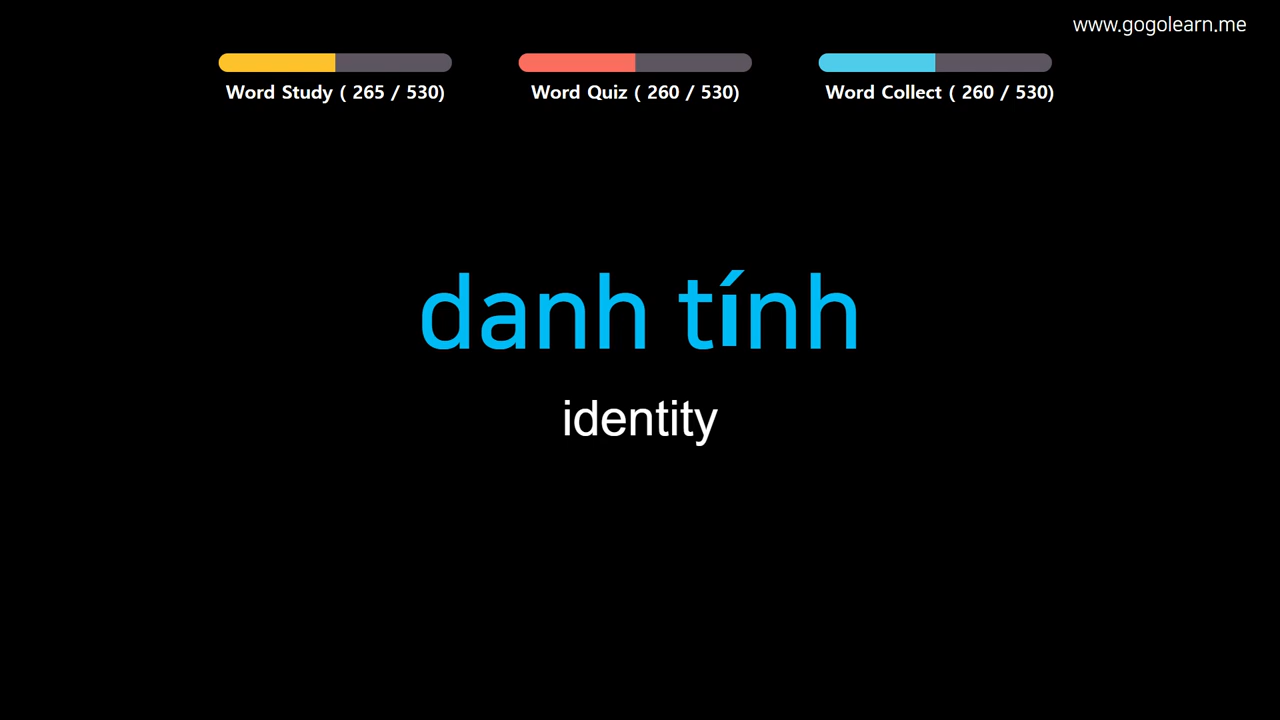 www.gogolearn.me
Word Study ( 265 / 530)
Word Quiz ( 260 / 530)
Word Collect ( 260 / 530)
danh tính
identity